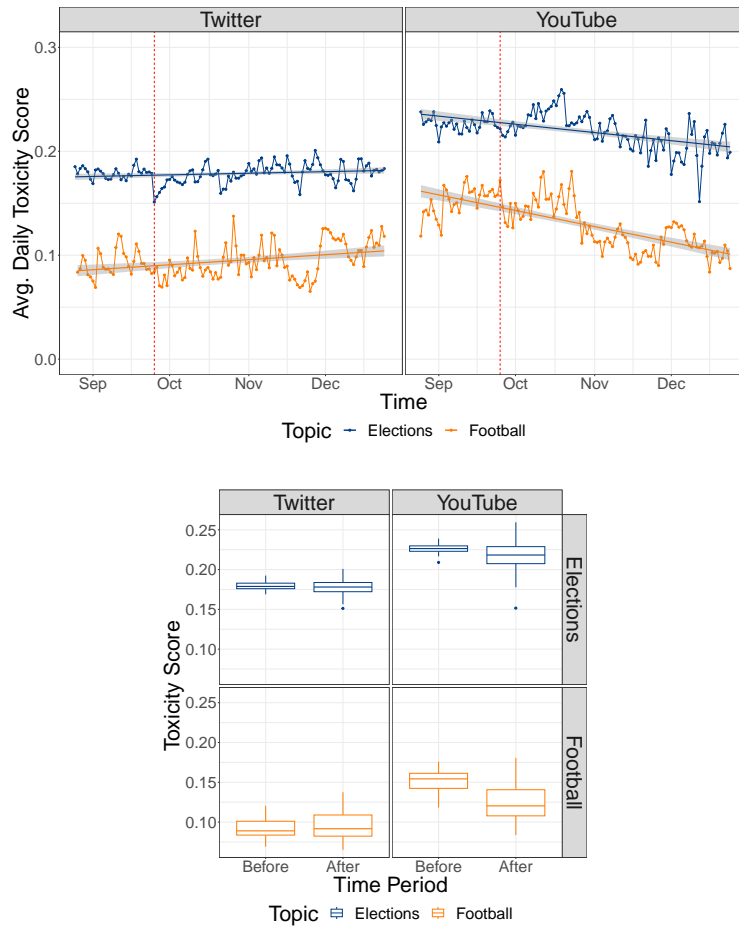 Twitter YouTube
Avg. Daily Toxicity Score
0.3
0.2
0.1
0.0
Sep Oct Nov Dec Sep Oct Nov Dec
Time
Topic Elections Football
Twitter YouTube
Toxicity Score
0.25
0.20
0.15
0.10
Elections
0.25
0.20
0.15
0.10
Football
Before After Before After
Time Period
Topic Elections Football